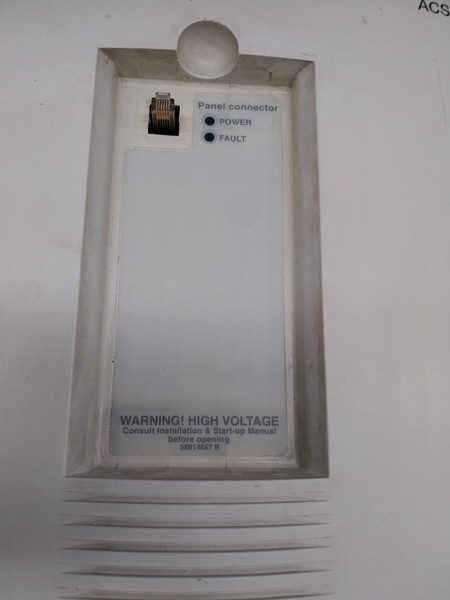 ACS
Panel connector
POWER
FAULT
WARNING! HIGH VOLTAGE
Consult Installation & Start-up Manual
before opening.
58914657 B